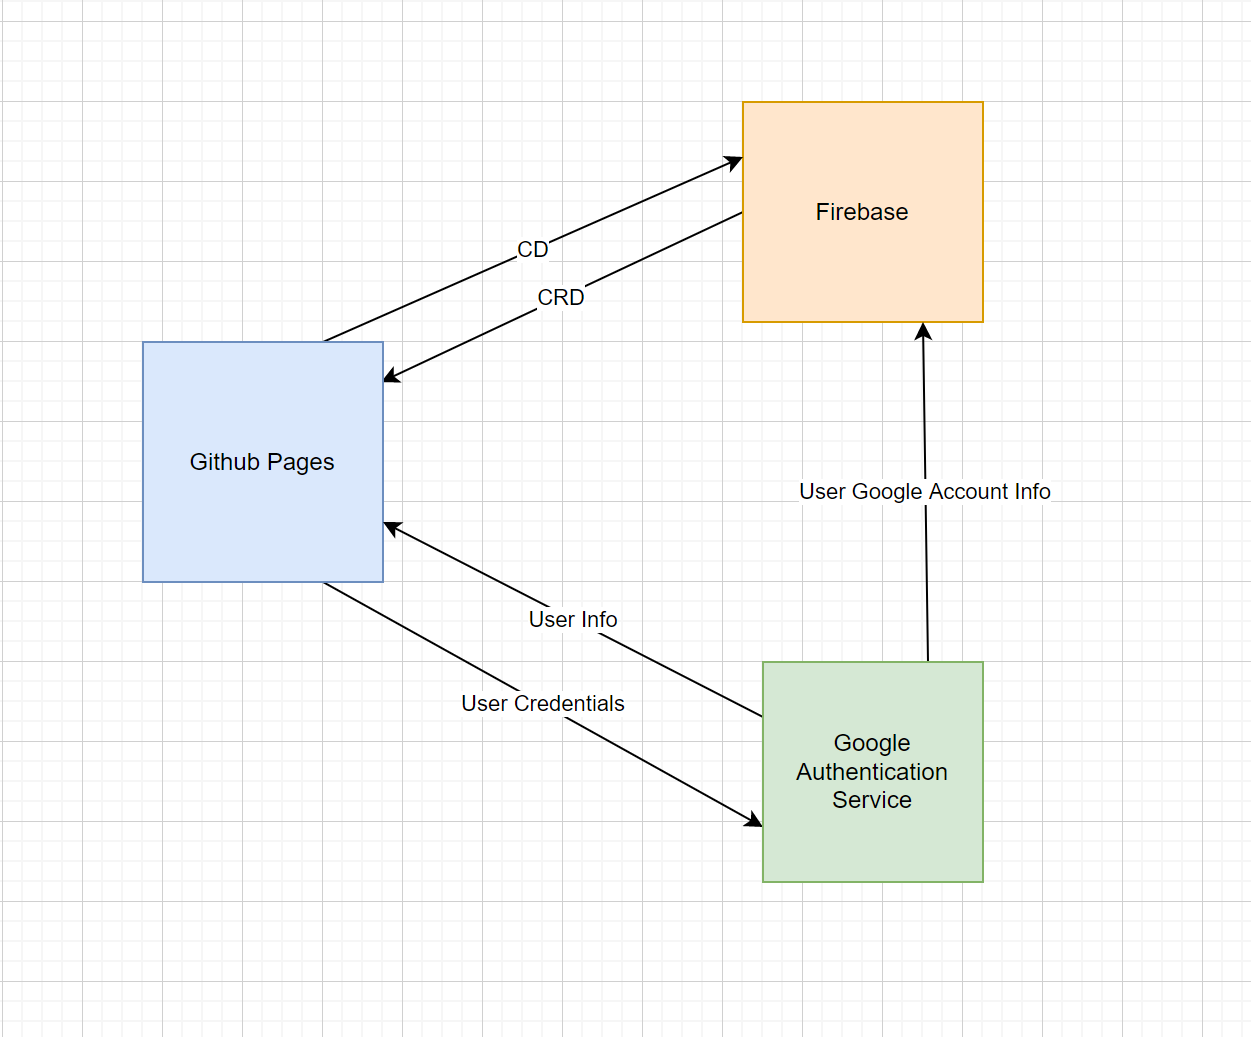 Firebase
CD
CRD
Github Pages
User Google Account Info
User Info
User Credentials
Google
Authentication
Service